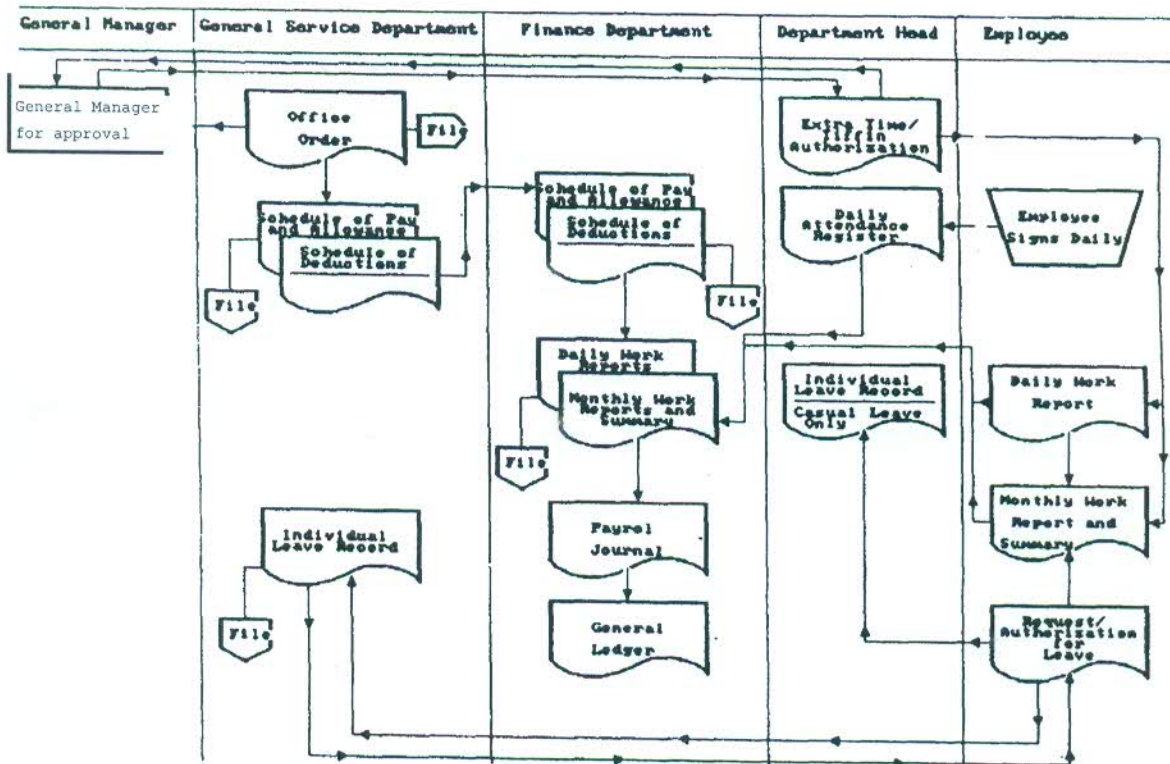 General Manager
General Service Department
Finance Department
Department Head
Employee
General Manager
for approval
Office
Order
File
Extra Time/
Tiffin
Authorization
Schedule of Pay
and Allowance
Schedule of
Deductions
File
Schedule of Pay
and Allowance
Schedule of
Deductions
File
Daily
Attendance
Register
Employee
Signs Daily
Daily Work
Reports
Monthly Work
Reports and
Summary
File
Individual
Leave Record
Casual Leave
Only
Daily Work
Report
Monthly Work
Report and
Summary
Individual
Leave Record
File
Payrol
Journal
General
Ledger
Request/
Authorization
for
Leave